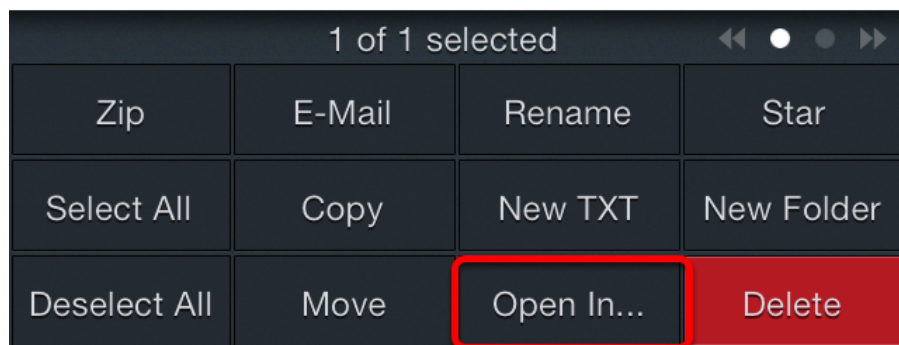 1 of 1 selected
Zip E-Mail Rename Star
Select All Copy New TXT New Folder
Deselect All Move Open In... Delete